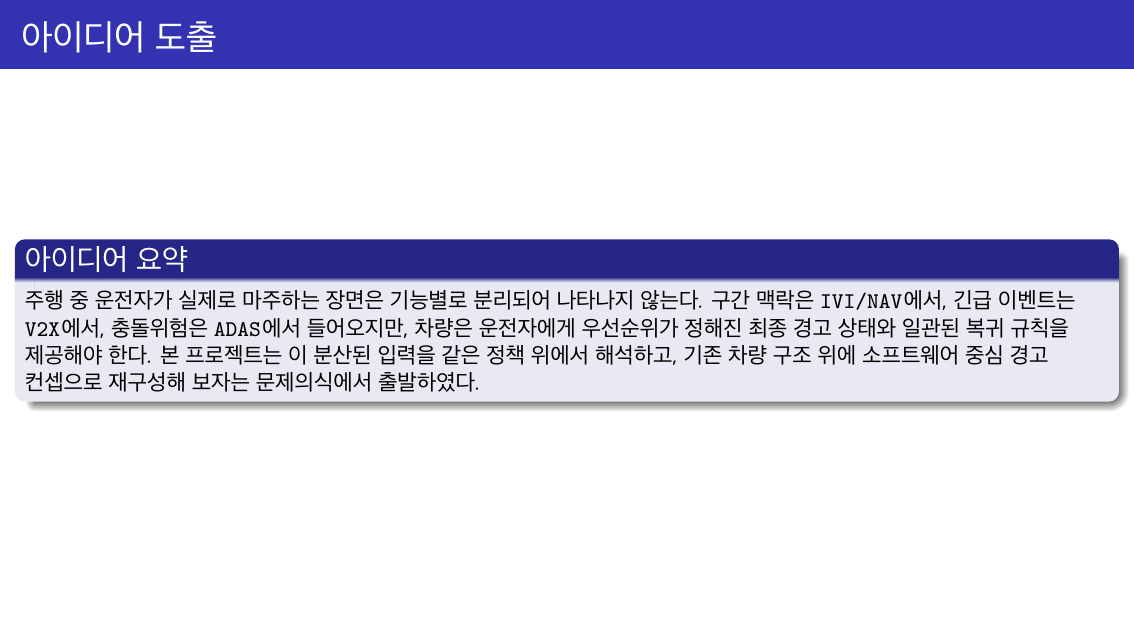 아이디어 도출
아이디어 요약
주행 중 운전자가 실제로 마주하는 장면은 기능별로 분리되어 나타나지 않는다. 구간 맥락은 IVI/NAV에서, 긴급 이벤트는
V2X에서, 충돌위험은 ADAS에서 들어오지만, 차량은 운전자에게 우선순위가 정해진 최종 경고 상태와 일관된 복귀 규칙을
제공해야 한다. 본 프로젝트는 이 분산된 입력을 같은 정책 위에서 해석하고, 기존 차량 구조 위에 소프트웨어 중심 경고
컨셉으로 재구성해 보자는 문제의식에서 출발하였다.